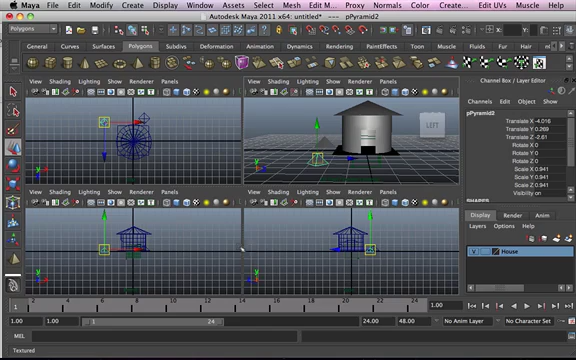 Maya File Edit Modify Create Display Window Assets Select Mesh Edit M... Proxy Normals Color Create... Edit UVs Muscle Help
Autodesk Maya 2011 x64: untitled* --- pPyramid2
Polygons
General Curves Surfaces Polygons Subdivs Deformation Animation Dynamics Rendering PaintEffects Toon Muscle Fluids Fur Hair
Channel Box / Layer Editor
View Shading Lighting Show Renderer Panels
View Shading Lighting Show Renderer Panels
Channels Edit Object Show
pPyramid2
Translate X -4.016
Translate Y 0.269
Translate Z -2.61
Rotate X 0
Rotate Y 0
Rotate Z 0
Scale X 0.941
Scale Y 0.941
Scale Z 0.941
Visibility on
SHAPES
LEFT
View Shading Lighting Show Renderer Panels
View Shading Lighting Show Renderer Panels
Display Render Anim
Layers Options Help
V House
2 4 6 8 10 12 14 16 18 20 22 24
1
1.00
1.00 1.00 1 24 24.00 48.00 No Anim Layer No Character Set
MEL
Textured